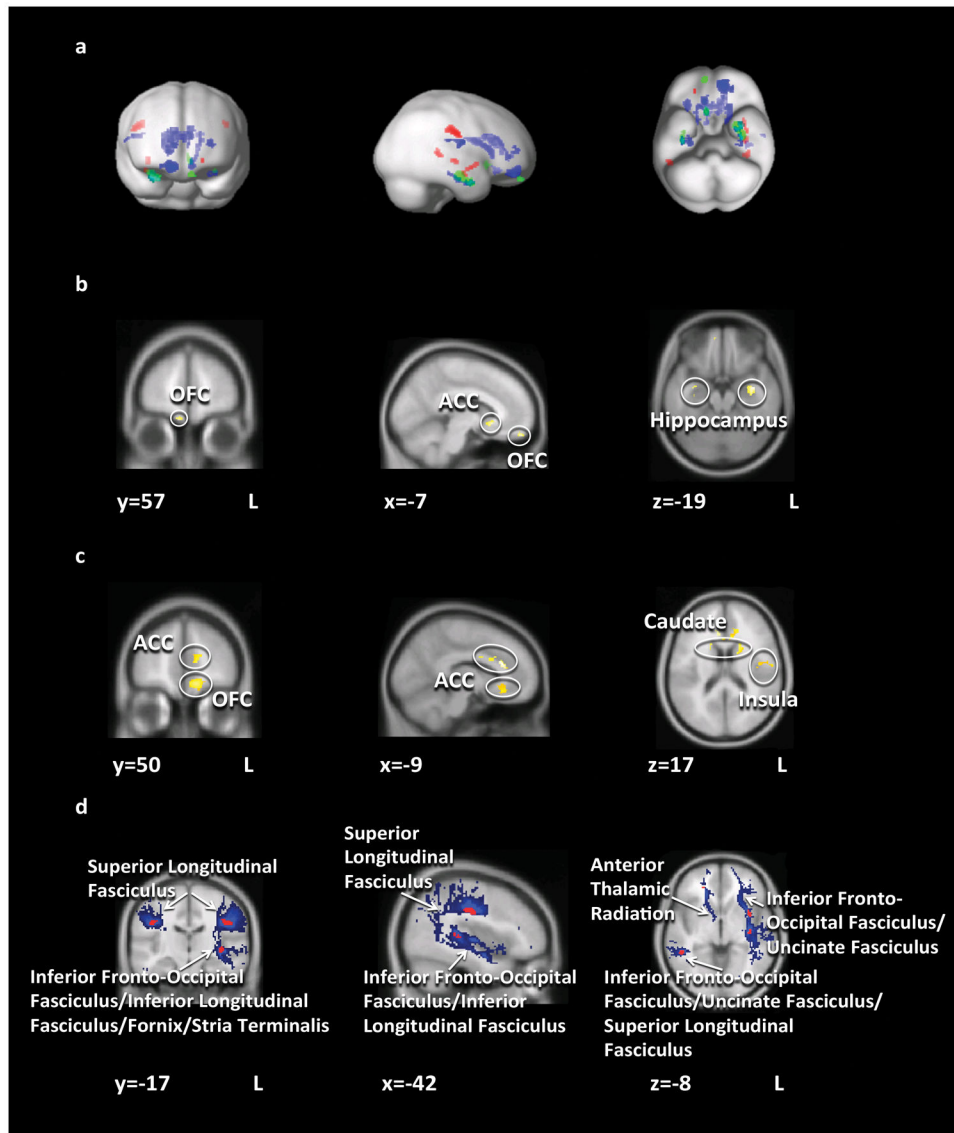 a
b
OFC
ACC
OFC
Hippocampus
y=57
L
x=-7
z=-19
L
c
ACC
OFC
ACC
Caudate
Insula
y=50
L
x=-9
z=17
L
d
Superior Longitudinal
Fasciculus
Inferior Fronto-Occipital
Fasciculus/Inferior Longitudinal
Fasciculus/Fornix/Stria Terminalis
Superior
Longitudinal
Fasciculus
Inferior Fronto-Occipital
Fasciculus/Inferior
Longitudinal Fasciculus
Anterior
Thalamic
Radiation
Inferior Fronto-
Occipital Fasciculus/
Uncinate Fasciculus
Inferior Fronto-Occipital
Fasciculus/Uncinate Fasciculus/
Superior Longitudinal
Fasciculus
y=-17
L
x=-42
z=-8
L